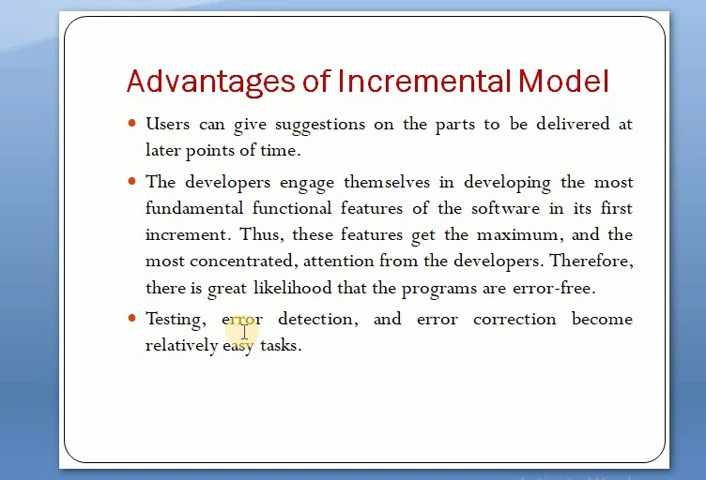 Advantages of Incremental Model
• Users can give suggestions on the parts to be delivered at
later points of time.
• The developers engage themselves in developing the most
fundamental functional features of the software in its first
increment. Thus, these features get the maximum, and the
most concentrated, attention from the developers. Therefore,
there is great likelihood that the programs are error-free.
• Testing, error detection, and error correction become
relatively easy tasks.